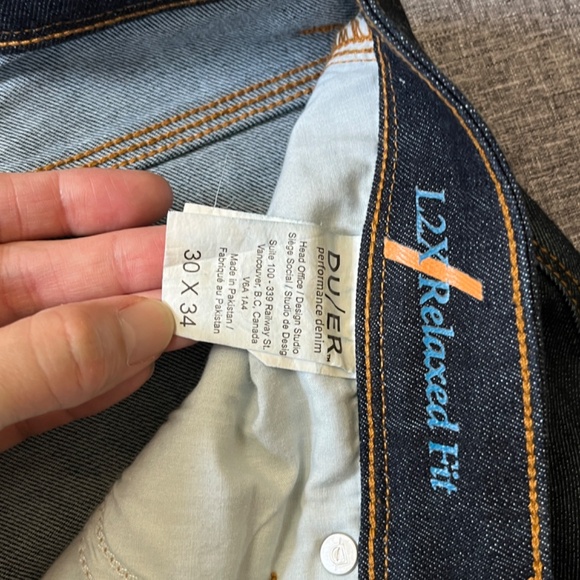 DU/ER™
performance denim
Head Office / Design Studio
Siège Social / Studio de Desig
Suite 100 - 339 Railway St.
Vancouver, B.C, Canada
V6A 1A4
Made in Pakistan /
Fabriqué au Pakistan
30 X 34
L2X Relaxed Fit